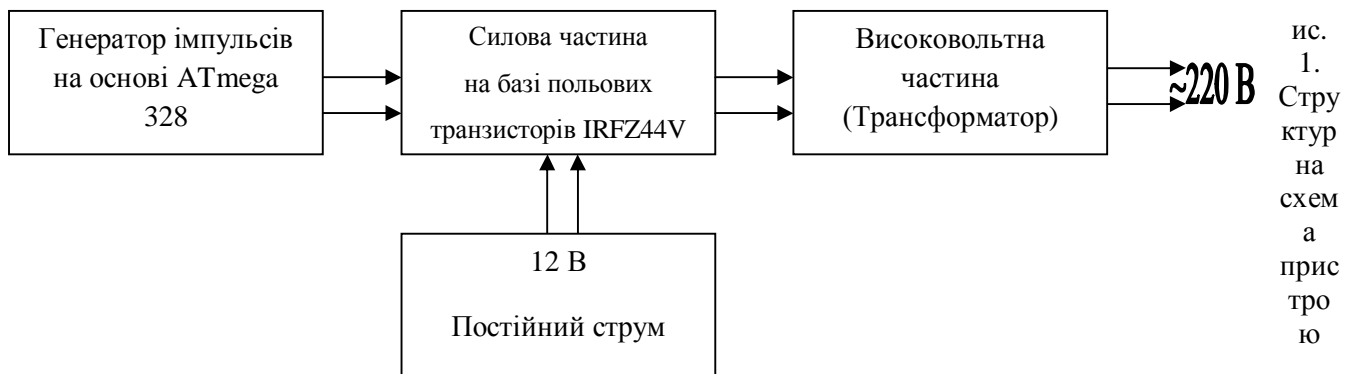 Генератор імпульсів
на основі ATmega
328
Силова частина
на базі польових
транзисторів IRFZ44V
Високовольтна
частина
(Трансформатор)
~220 В
12 В
Постійний струм
ис.
1.
Стру
ктур
на
схем
а
прис
тро
ю